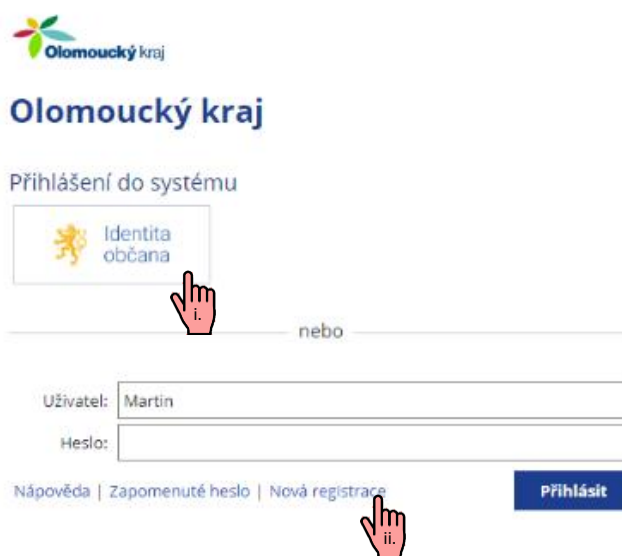 Olomoucký kraj
Olomoucký kraj
Přihlášení do systému
Identita
občana
i.
nebo
Uživatel: Martin
Heslo:
Nápověda | Zapomenuté heslo | Nová registrace
Přihlásit
ii.